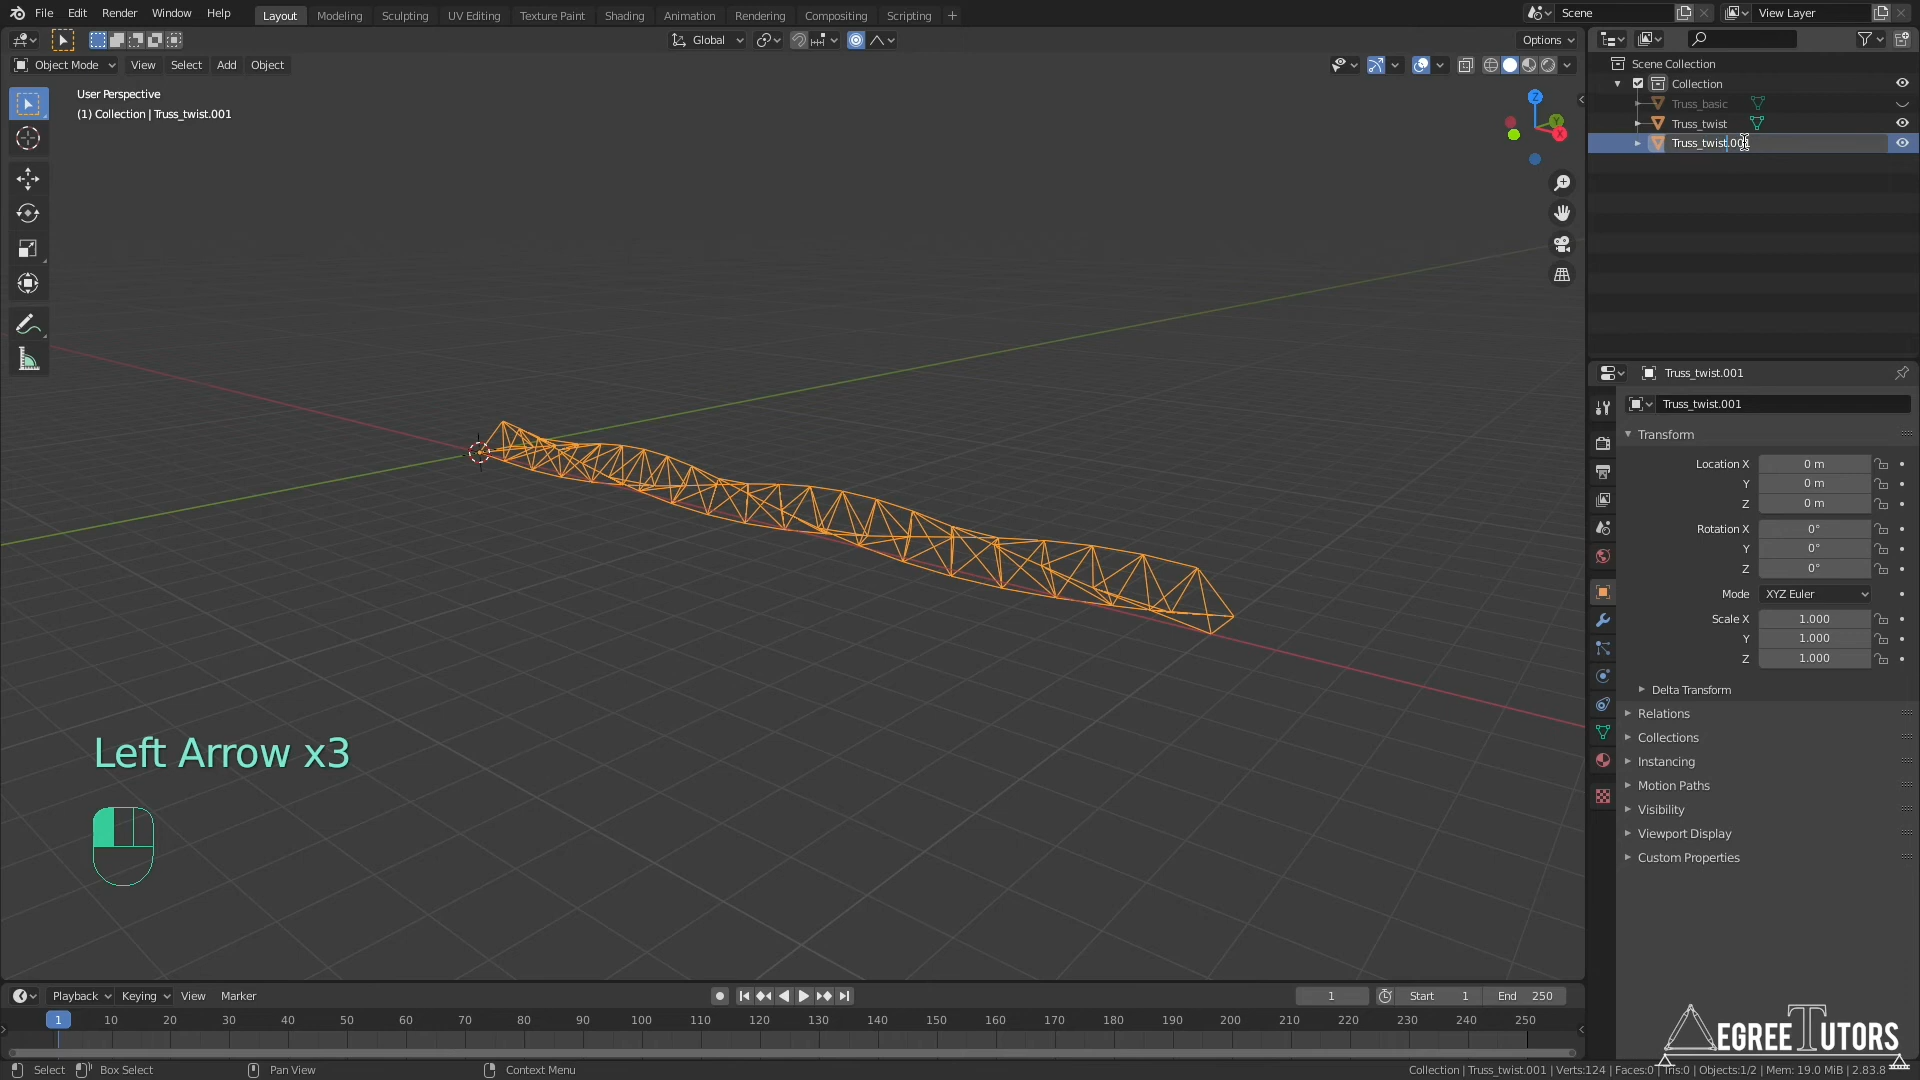 File Edit Render Window Help
Layout Modeling Sculpting UV Editing Texture Paint Shading Animation Rendering Compositing Scripting +
Scene View Layer
Global Options
Object Mode View Select Add Object
User Perspective
(1) Collection | Truss_twist.001
Z
Y
X
Scene Collection
Collection
Truss_basic
Truss_twist
Truss_twist.001
Truss_twist.001
Truss_twist.001
Transform
Location X 0 m
Y 0 m
Z 0 m
Rotation X 0°
Y 0°
Z 0°
Mode XYZ Euler
Scale X 1.000
Y 1.000
Z 1.000
Delta Transform
Relations
Collections
Instancing
Motion Paths
Visibility
Viewport Display
Custom Properties
Left Arrow x3
Playback Keying View Marker
1 Start 1 End 250
1 10 20 30 40 50 60 70 80 90 100 110 120 130 140 150 160 170 180 190 200 210 220 230 240 250
EGREE TUTORS
Select Box Select Pan View Context Menu
Collection | Truss_twist.001 | Verts:124 | Faces:0 | Tris:0 | Objects:1/2 | Mem: 19.0 MiB | 2.83.8